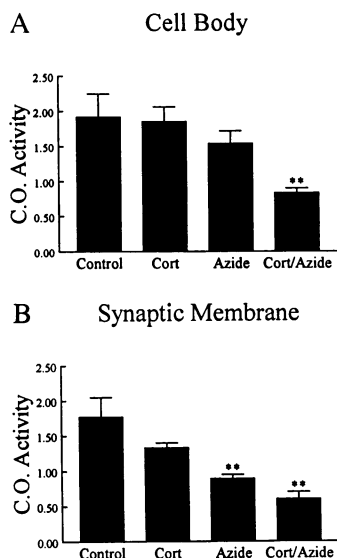 A Cell Body
C.O. Activity
2.50
2.00
1.50
1.00
0.50
0.00
**
Control Cort Azide Cort/Azide
B Synaptic Membrane
C.O. Activity
2.50
2.00
1.50
1.00
0.50
0.00
** **
Control Cort Azide Cort/Azide